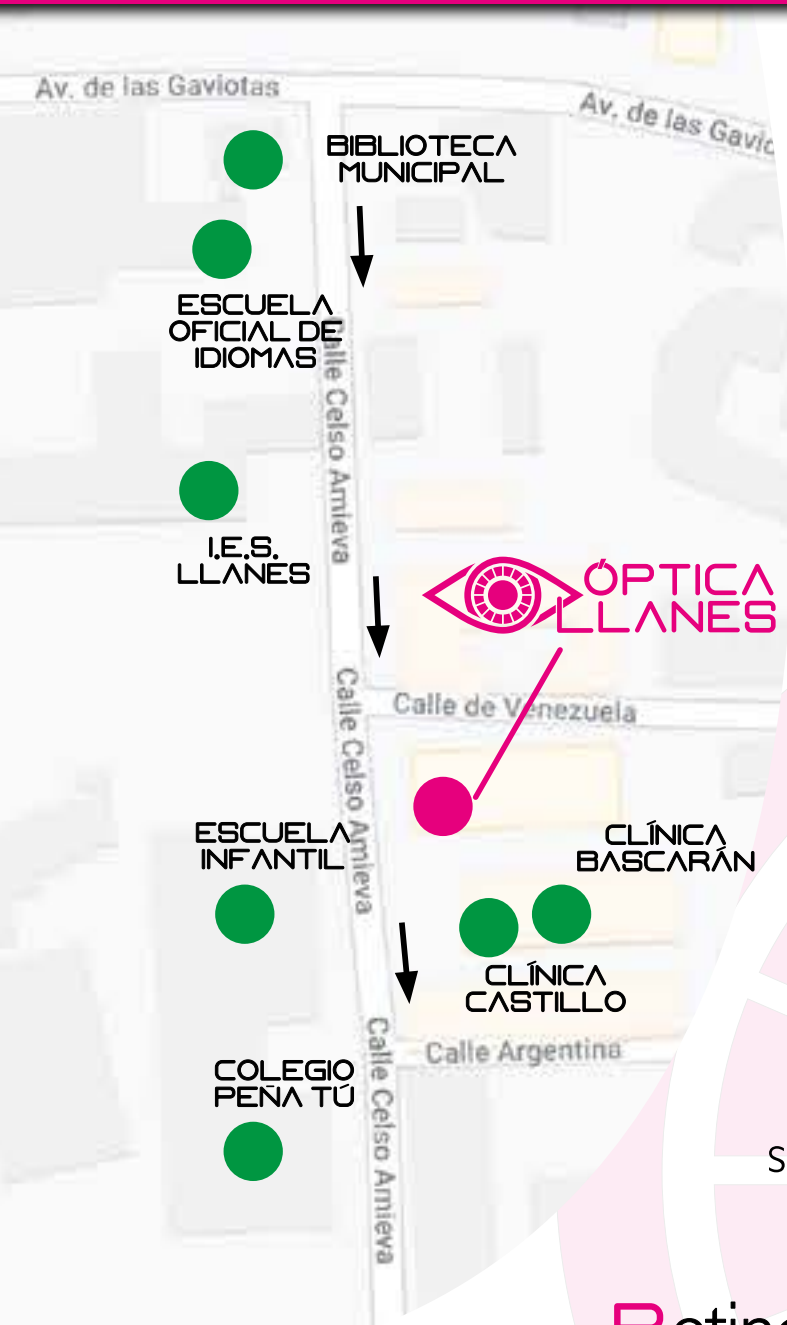 Av. de las Gaviotas
Av. de las
BIBLIOTECA
MUNICIPAL
ESCUELA
OFICIAL DE
IDIOMAS
Calle Celso Amieva
I.E.S.
LLANES
ÓPTICA
LLANES
Calle de Venezuela
Calle Celso Amieva
ESCUELA
INFANTIL
CLÍNICA
BASCARÁN
CLÍNICA
CASTILLO
Calle Argentina
COLEGIO
PEÑA TÚ
Calle Celso Amieva